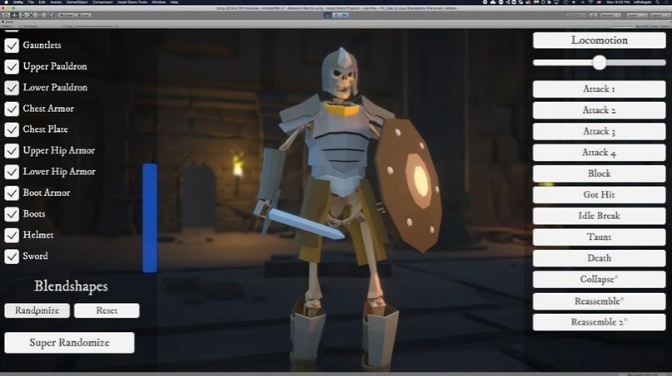 Gauntlets
Upper Pauldron
Lower Pauldron
Chest Armor
Chest Plate
Upper Hip Armor
Lower Hip Armor
Boot Armor
Boots
Helmet
Sword
Blendshapes
Randomize
Reset
Super Randomize
Locomotion
Attack 1
Attack 2
Attack 3
Attack 4
Block
Got Hit
Idle Break
Taunt
Death
Collapse*
Reassemble*
Reassemble 2*